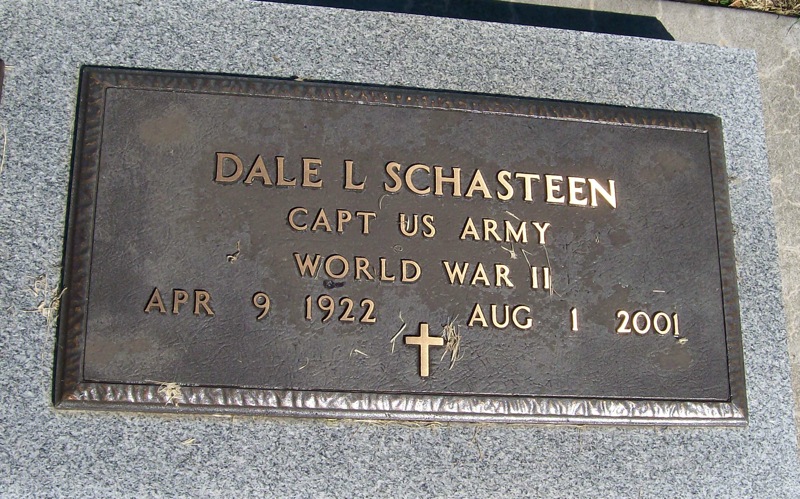 DALE L SCHASTEEN
CAPT US ARMY
WORLD WAR II
APR 9 1922 AUG 1 2001